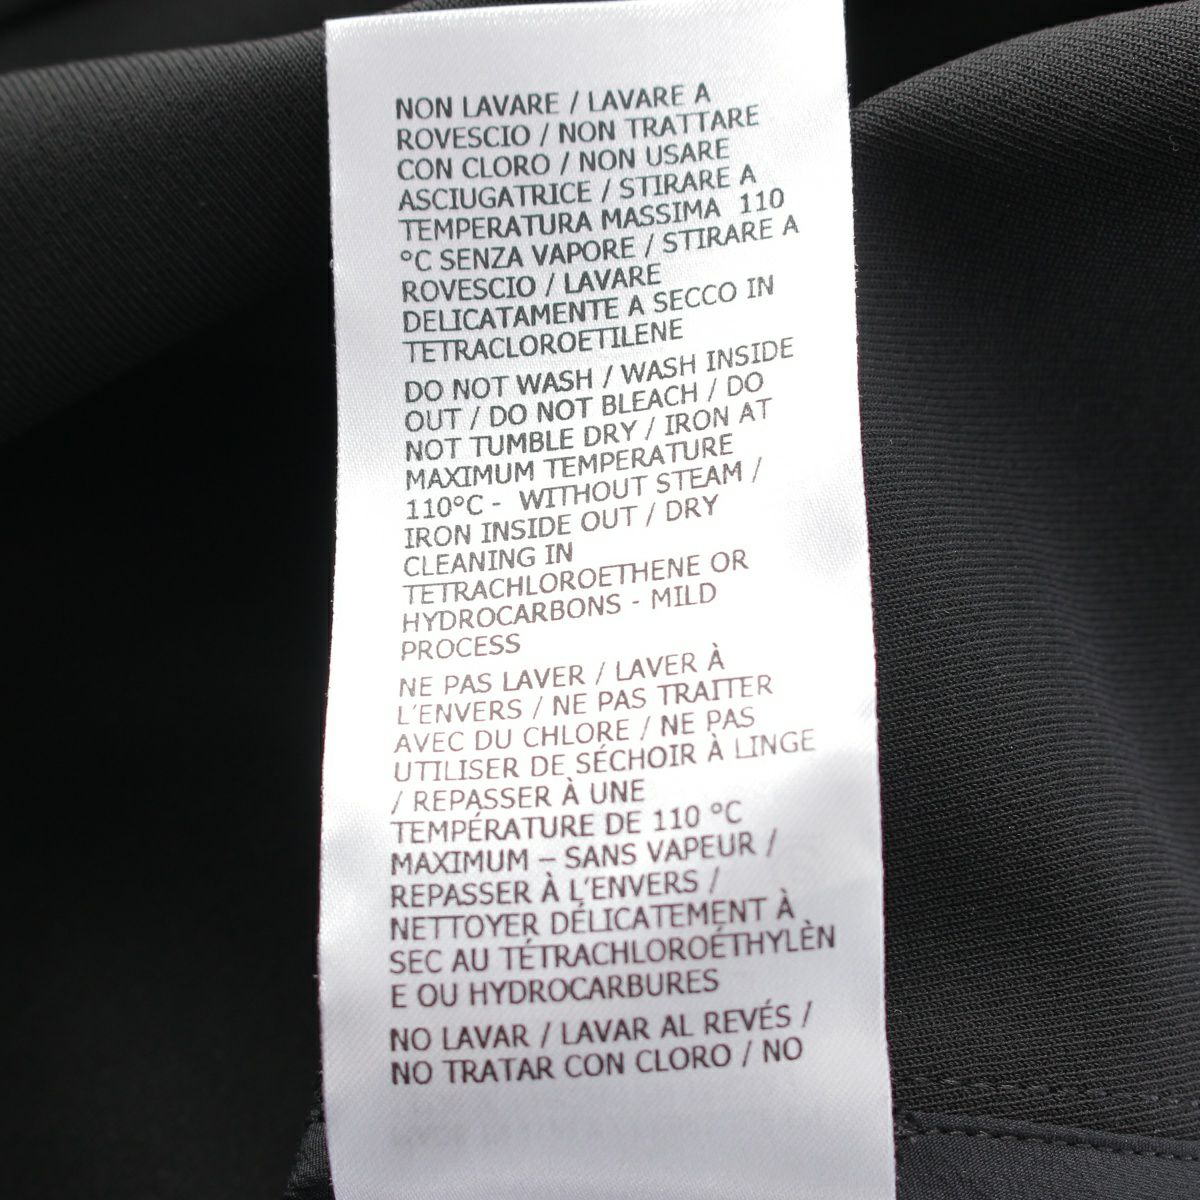 NON LAVARE / LAVARE A
ROVESCIO / NON TRATTARE
CON CLORO / NON USARE
ASCIUGATRICE / STIRARE A
TEMPERATURA MASSIMA 110
°C SENZA VAPORE / STIRARE A
ROVESCIO / LAVARE
DELICATAMENTE A SECCO IN
TETRACLOROETILENE
DO NOT WASH / WASH INSIDE
OUT / DO NOT BLEACH / DO
NOT TUMBLE DRY / IRON AT
MAXIMUM TEMPERATURE
110°C - WITHOUT STEAM /
IRON INSIDE OUT / DRY
CLEANING IN
TETRACHLOROETHENE OR
HYDROCARBONS - MILD
PROCESS
NE PAS LAVER / LAVER À
L'ENVERS / NE PAS TRAITER
AVEC DU CHLORE / NE PAS
UTILISER DE SÉCHOIR À LINGE
/ REPASSER À UNE
TEMPÉRATURE DE 110 °C
MAXIMUM – SANS VAPEUR /
REPASSER À L'ENVERS /
NETTOYER DÉLICATEMENT À
SEC AU TÉTRACHLOROÉTHYLÈN
E OU HYDROCARBURES
NO LAVAR / LAVAR AL REVÉS /
NO TRATAR CON CLORO / NO